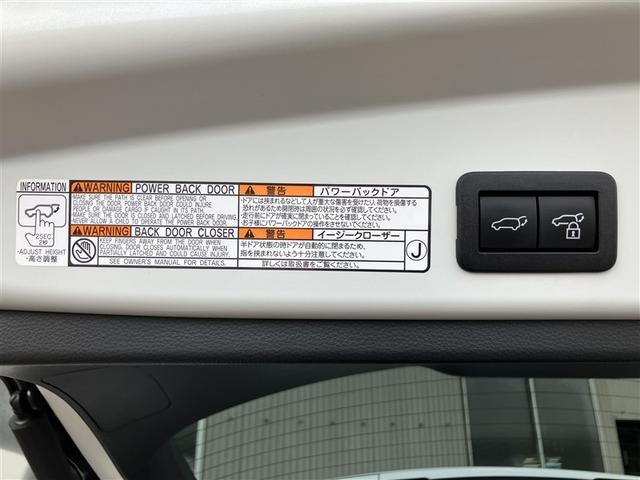 INFORMATION
2SEC.
2秒
-ADJUST HEIGHT
-高さ調整
WARNING POWER BACK DOOR
MAKE SURE THE PATH IS CLEAR BEFORE OPENING OR
CLOSING THE DOOR. POWER BACK DOOR COULD INJURE
PEOPLE OR DAMAGE CARGO IF CAUGHT IN ITS PATH.
MAKE SURE THE DOOR IS CLOSED AND LATCHED BEFORE DRIVING.
NEVER ALLOW A CHILD TO OPERATE THE POWER BACK DOOR.
警告 パワーバックドア
・ドアには挟まれるなどして人が重大な傷害を受けたり、荷物を損傷する
恐れがあるため開閉時は周囲の状況を必ず確認してください。
・走行前にドアが確実に閉まっていることを確認してください。
・お子様にパワーバックドアの操作をさせないでください。
WARNING BACK DOOR CLOSER
KEEP FINGERS AWAY FROM THE DOOR WHEN
CLOSING. DOOR CLOSES AUTOMATICALLY WHEN
PARTIALLY LATCHED AND COULD CAUSE INJURY.
SEE OWNER'S MANUAL FOR DETAILS.
警告 イージークローザー
半ドア状態の時ドアが自動的に閉まるため、
指を挟まれないよう十分注意してください。
詳しくは取扱書をご覧ください。
J